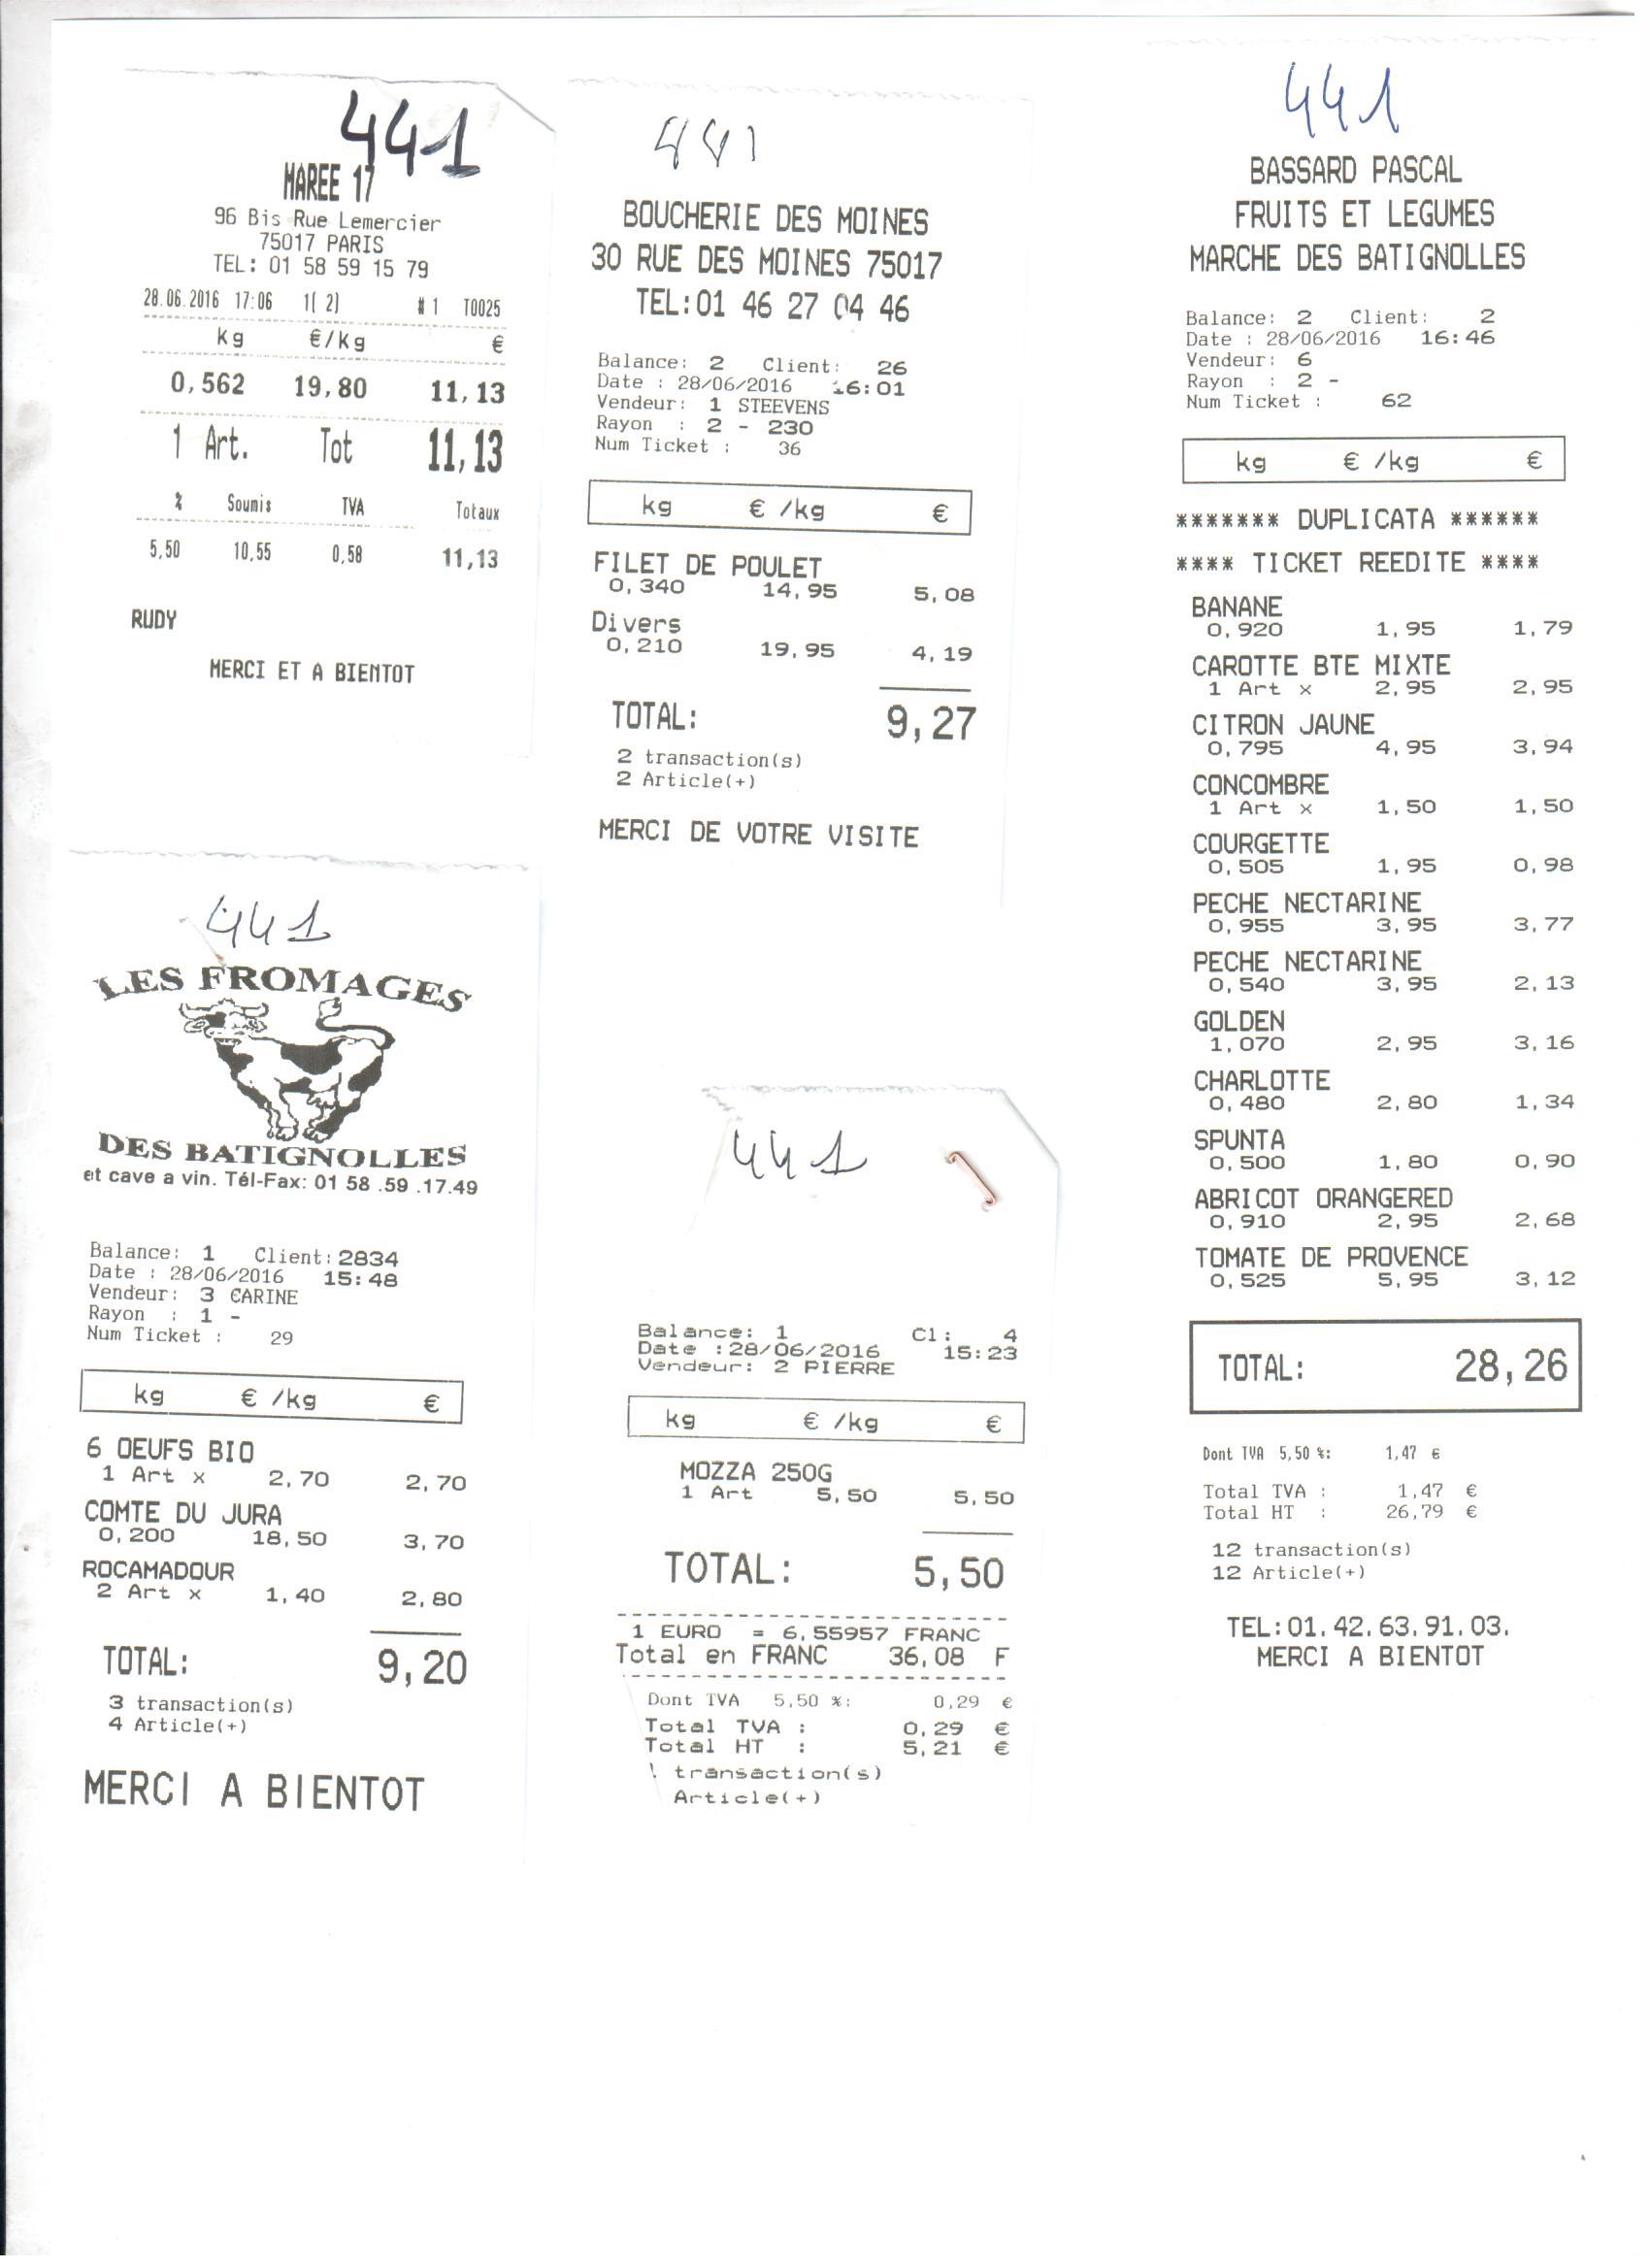 441
MAREE 17
96 Bis Rue Lemercier
75017 PARIS
TEL: 01 58 59 15 79
28.06.2016 17:06 1( 2) #1 T0025
kg €/kg €
0,562 19,80 11,13
1 Art. Tot 11,13
% Soumis TVA Totaux
5,50 10,55 0,58 11,13
RUDY
MERCI ET A BIENTOT
441
BOUCHERIE DES MOINES
30 RUE DES MOINES 75017
TEL:01 46 27 04 46
Balance: 2 Client: 26
Date : 28/06/2016 16:01
Vendeur: 1 STEEVENS
Rayon : 2 - 230
Num Ticket : 36
kg € /kg €
FILET DE POULET
0,340 14,95 5,08
Divers
0,210 19,95 4,19
TOTAL: 9,27
2 transaction(s)
2 Article(+)
MERCI DE VOTRE VISITE
441
BASSARD PASCAL
FRUITS ET LEGUMES
MARCHE DES BATIGNOLLES
Balance: 2 Client: 2
Date : 28/06/2016 16:46
Vendeur: 6
Rayon : 2 -
Num Ticket : 62
kg € /kg €
******* DUPLICATA ******
**** TICKET REEDITE ****
BANANE
0,920 1,95 1,79
CAROTTE BTE MIXTE
1 Art x 2,95 2,95
CITRON JAUNE
0,795 4,95 3,94
CONCOMBRE
1 Art x 1,50 1,50
COURGETTE
0,505 1,95 0,98
PECHE NECTARINE
0,955 3,95 3,77
PECHE NECTARINE
0,540 3,95 2,13
GOLDEN
1,070 2,95 3,16
CHARLOTTE
0,480 2,80 1,34
SPUNTA
0,500 1,80 0,90
ABRICOT ORANGERED
0,910 2,95 2,68
TOMATE DE PROVENCE
0,525 5,95 3,12
TOTAL: 28,26
Dont TVA 5,50 %: 1,47 €
Total TVA : 1,47 €
Total HT : 26,79 €
12 transaction(s)
12 Article(+)
TEL:01.42.63.91.03.
MERCI A BIENTOT
441
LES FROMAGES
DES BATIGNOLLES
et cave a vin. Tél-Fax: 01 58 .59 .17.49
Balance: 1 Client:2834
Date : 28/06/2016 15:48
Vendeur: 3 CARINE
Rayon : 1 -
Num Ticket : 29
kg € /kg €
6 OEUFS BIO
1 Art x 2,70 2,70
COMTE DU JURA
0,200 18,50 3,70
ROCAMADOUR
2 Art x 1,40 2,80
TOTAL: 9,20
3 transaction(s)
4 Article(+)
MERCI A BIENTOT
441
Balance: 1 Cl: 4
Date :28/06/2016 15:23
Vendeur: 2 PIERRE
kg € /kg €
MOZZA 250G
1 Art 5,50 5,50
TOTAL: 5,50
1 EURO = 6,55957 FRANC
Total en FRANC 36,08 F
Dont TVA 5,50 %: 0,29 €
Total TVA : 0,29 €
Total HT : 5,21 €
transaction(s)
Article(+)